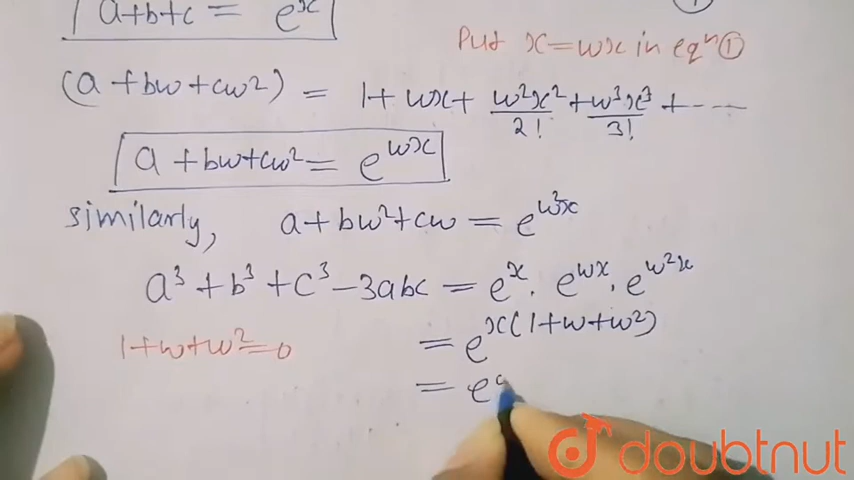 a+b+c = e^x
①
Put x=ωx in eqⁿ①
(a+bω+cω2) = 1+ ωx+ ω²x²/2! + ω³x³/3! + ----
a+bω+cω² = e^ωx
similarly, a+bω²+cω = e^ω²x
a³+b³+c³-3abc = e^x. e^ωx. e^ω²x
1+ω+ω²=0 = e^x(1+ω+ω²)
= e
doubtnut